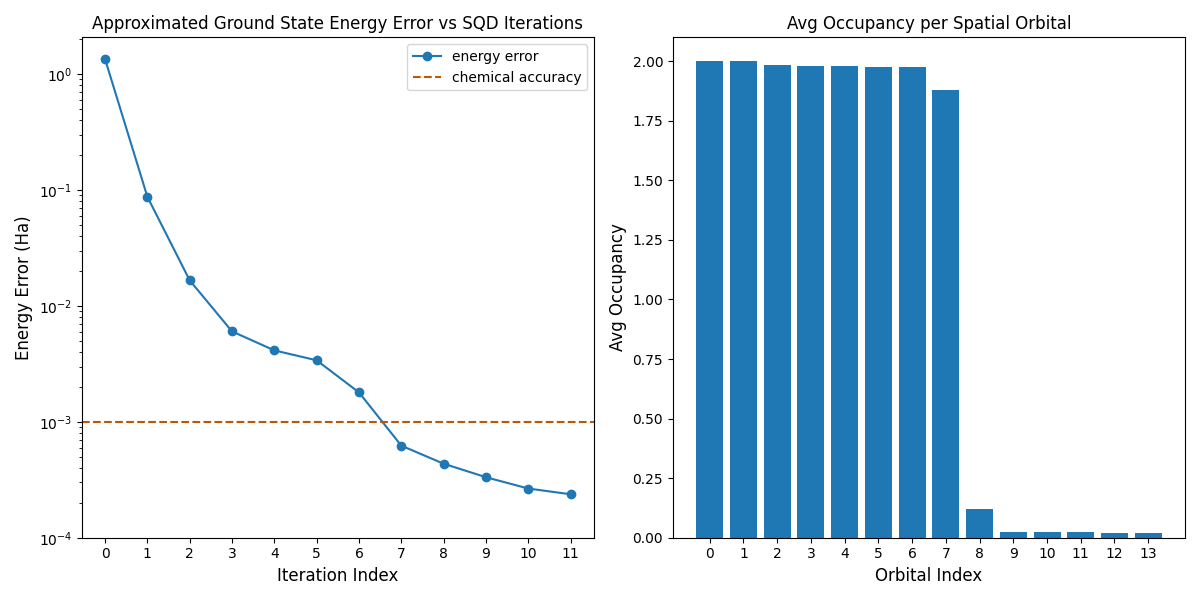 Approximated Ground State Energy Error vs SQD Iterations
energy error
chemical accuracy
10⁰
10⁻¹
10⁻²
10⁻³
10⁻⁴
Energy Error (Ha)
0 1 2 3 4 5 6 7 8 9 10 11
Iteration Index
Avg Occupancy per Spatial Orbital
2.00
1.75
1.50
1.25
1.00
0.75
0.50
0.25
0.00
Avg Occupancy
0 1 2 3 4 5 6 7 8 9 10 11 12 13
Orbital Index